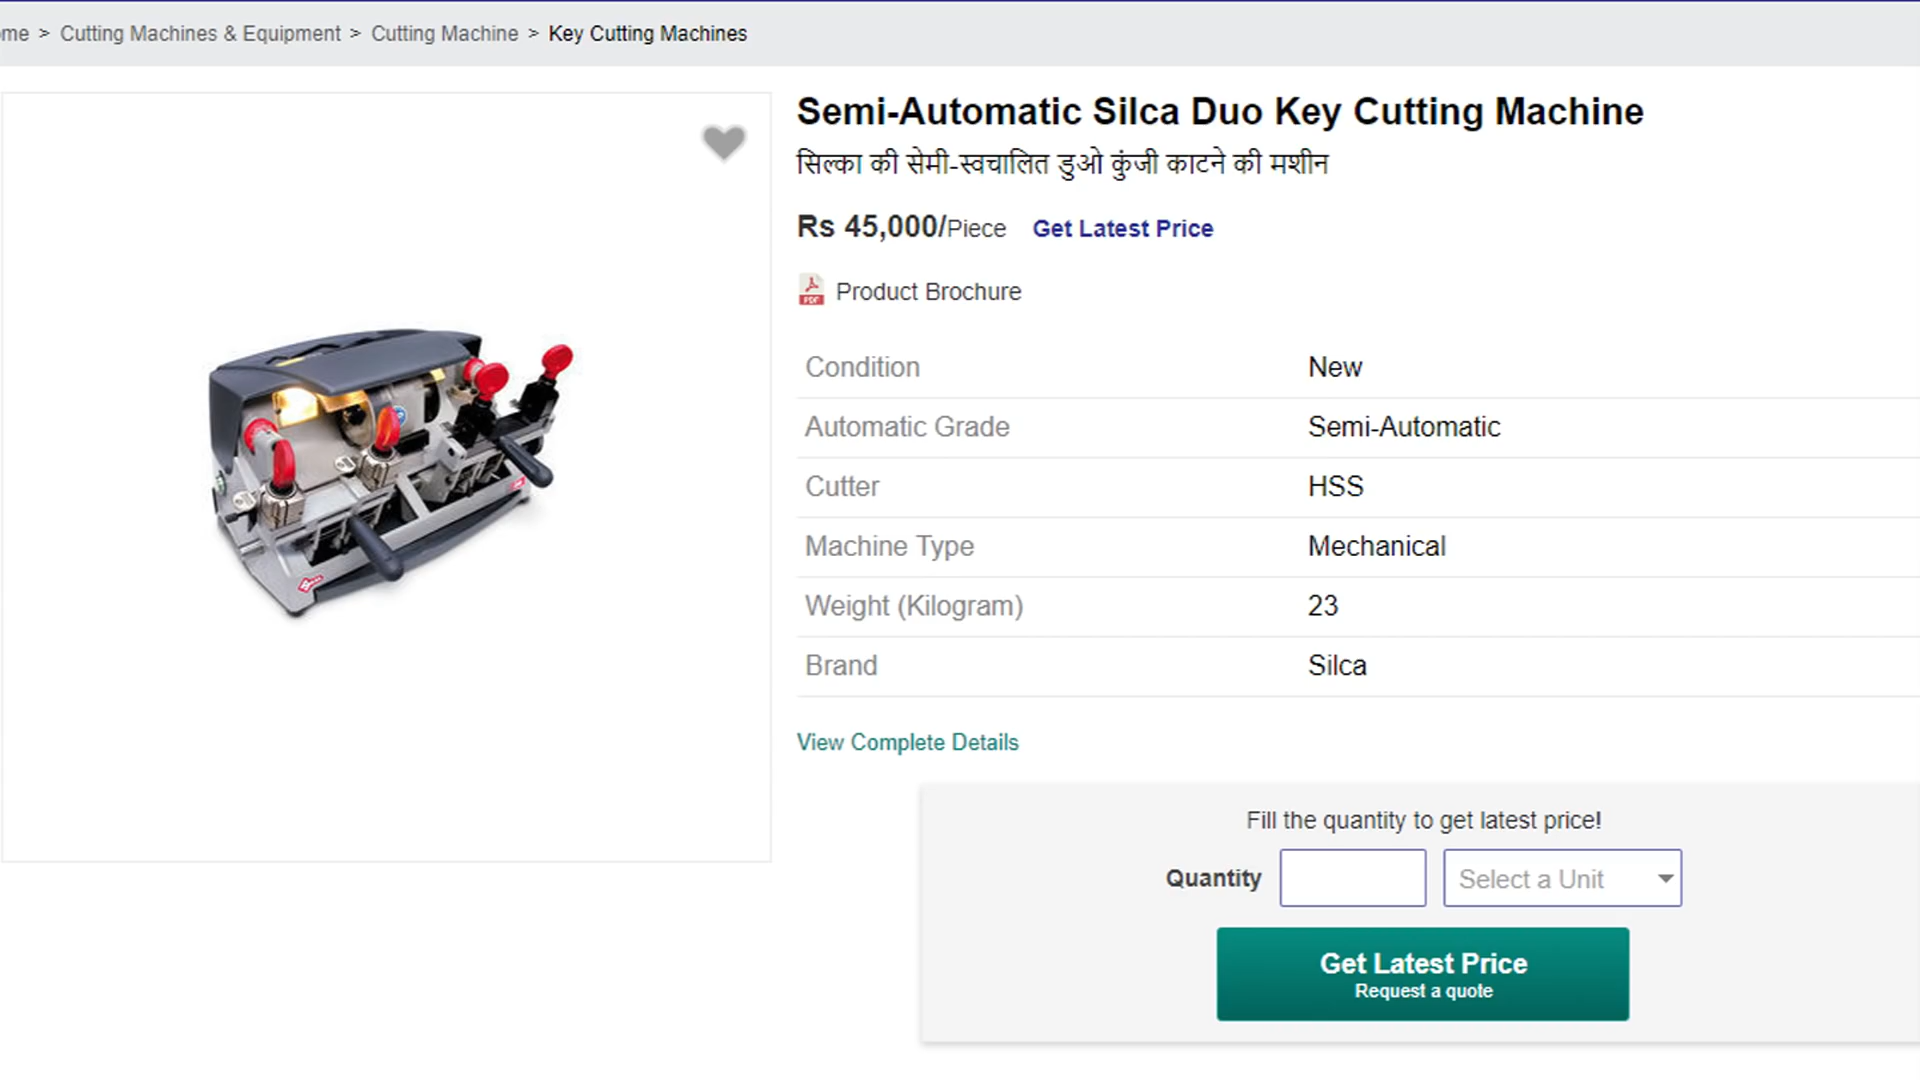 me > Cutting Machines & Equipment > Cutting Machine > Key Cutting Machines
Semi-Automatic Silca Duo Key Cutting Machine
सिल्का की सेमी-स्वचालित डुओ कुंजी काटने की मशीन
Rs 45,000/Piece Get Latest Price
PDF Product Brochure
Condition New
Automatic Grade Semi-Automatic
Cutter HSS
Machine Type Mechanical
Weight (Kilogram) 23
Brand Silca
View Complete Details
Fill the quantity to get latest price!
Quantity Select a Unit
Get Latest Price
Request a quote